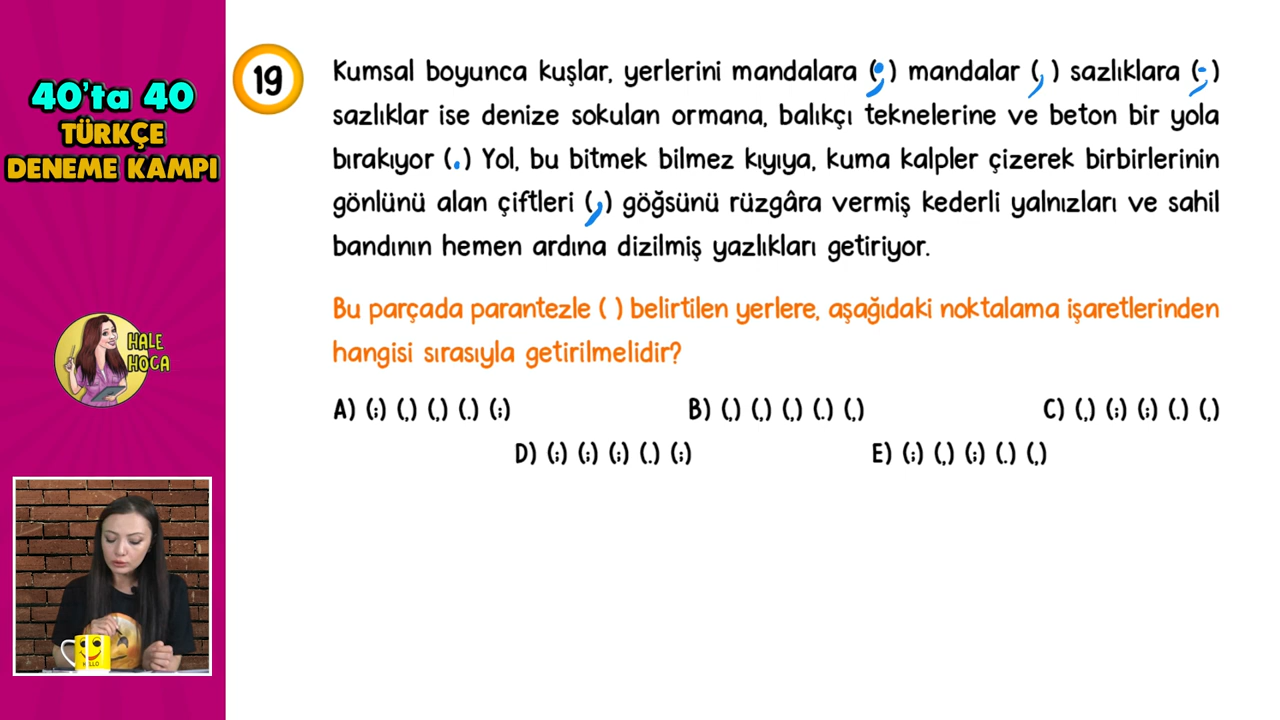 40'ta 40
TÜRKÇE
DENEME KAMPI
HALE
HOCA
HELLO
19
Kumsal boyunca kuşlar, yerlerini mandalara (;) mandalar (,) sazlıklara (;)
sazlıklar ise denize sokulan ormana, balıkçı teknelerine ve beton bir yola
bırakıyor (.) Yol, bu bitmek bilmez kıyıya, kuma kalpler çizerek birbirlerinin
gönlünü alan çiftleri (,) göğsünü rüzgâra vermiş kederli yalnızları ve sahil
bandının hemen ardına dizilmiş yazlıkları getiriyor.
Bu parçada parantezle ( ) belirtilen yerlere, aşağıdaki noktalama işaretlerinden
hangisi sırasıyla getirilmelidir?
A) (;) (,) (,) (.) (;) B) (,) (,) (,) (.) (,) C) (,) (;) (;) (.) (,)
D) (;) (;) (;) (.) (;) E) (;) (,) (;) (.) (,)